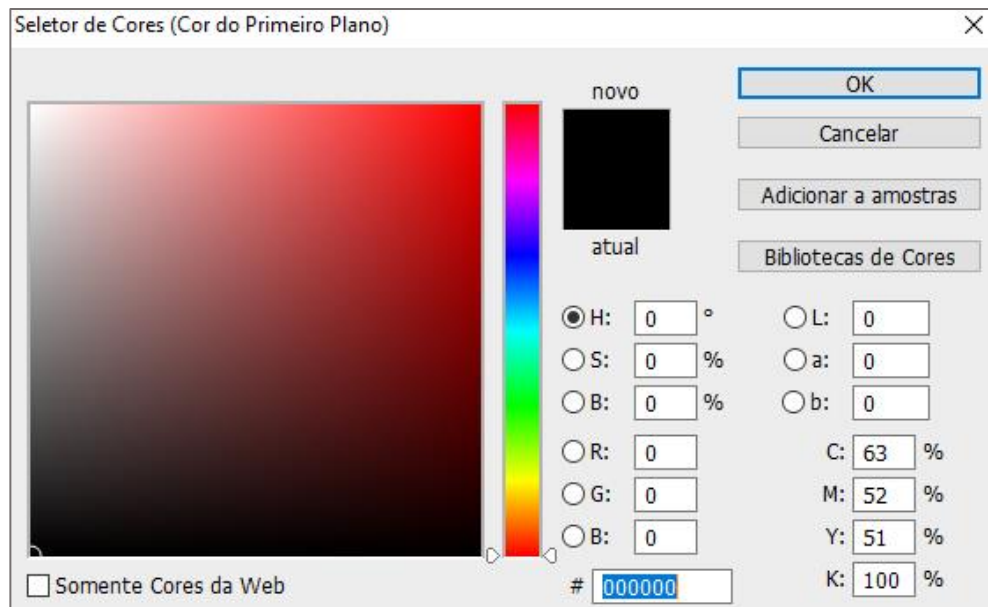 Seletor de Cores (Cor do Primeiro Plano)
novo
atual
OK
Cancelar
Adicionar a amostras
Bibliotecas de Cores
H: 0 °
S: 0 %
B: 0 %
R: 0
G: 0
B: 0
# 000000
L: 0
a: 0
b: 0
C: 63 %
M: 52 %
Y: 51 %
K: 100 %
Somente Cores da Web